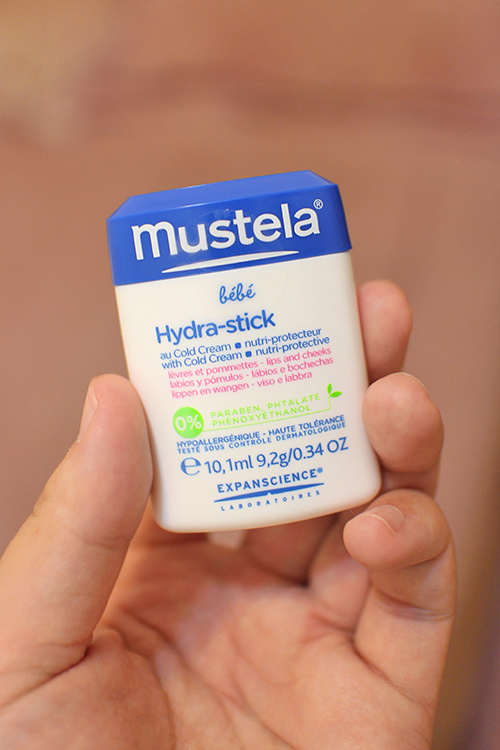 mustela®
bébé
Hydra-stick
au Cold Cream ▪ nutri-protecteur
with Cold Cream ▪ nutri-protective
lèvres et pommettes - lips and cheeks
labios y pómulos - lábios e bochechas
lippen en wangen - viso e labbra
0% PARABEN, PHTALATE
PHENOXYETHANOL
HYPOALLERGÉNIQUE - HAUTE TOLÉRANCE
TESTÉ SOUS CONTRÔLE DERMATOLOGIQUE
℮ 10,1ml 9,2g/0.34 OZ
EXPANSCIENCE®
LABORATOIRES